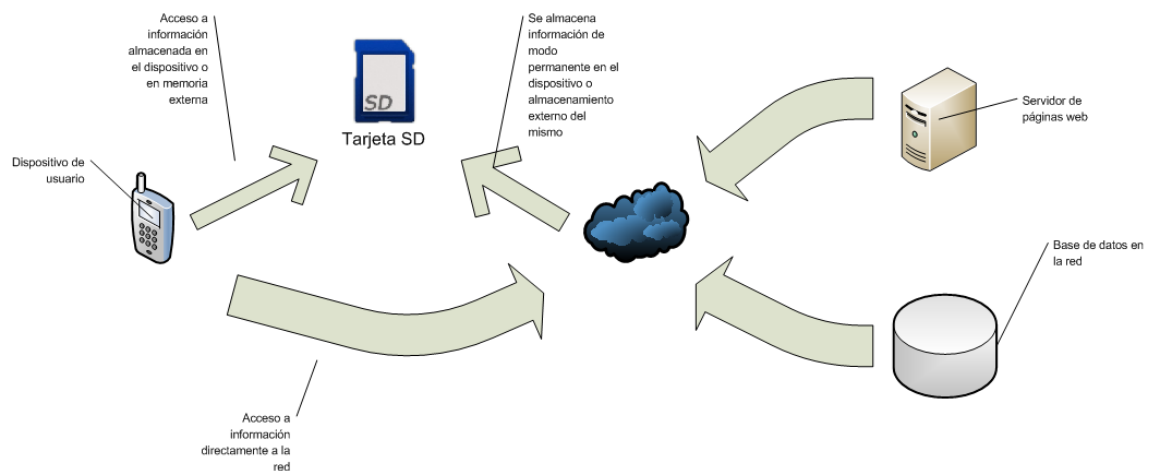 Acceso a
información
almacenada en
el dispositivo o
en memoria
externa
SD
Tarjeta SD
Se almacena
información de
modo
permanente en el
dispositivo o
almacenamiento
externo del
mismo
Servidor de
páginas web
Dispositivo de
usuario
Base de datos en
la red
Acceso a
información
directamente a la
red